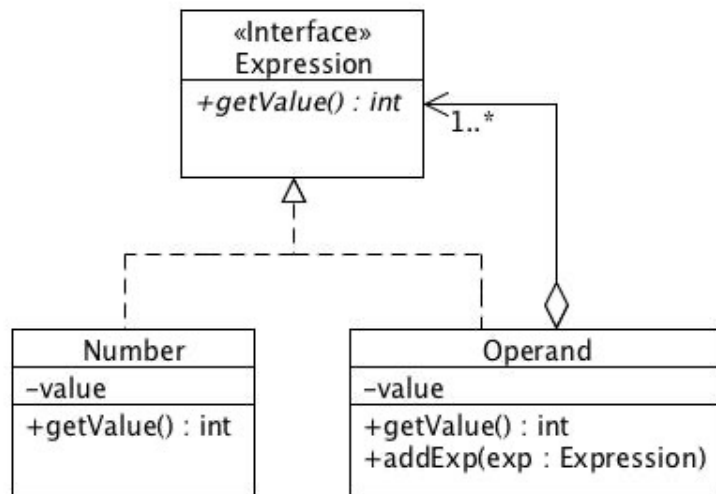 «Interface»
Expression
+getValue() : int
1..*
Number
-value
+getValue() : int
Operand
-value
+getValue() : int
+addExp(exp : Expression)